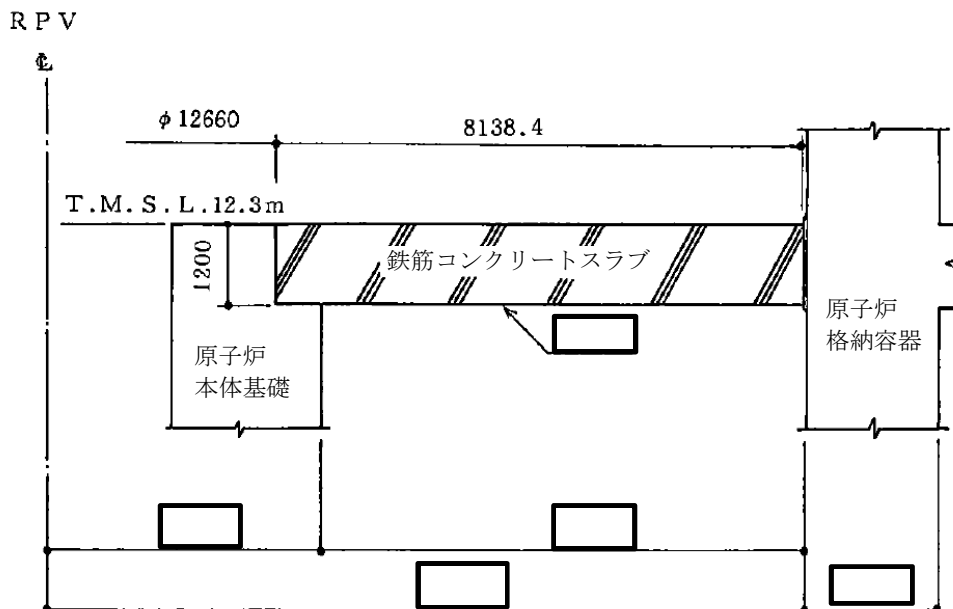 RPV
℄
φ12660
8138.4
T.M.S.L.12.3m
1200
鉄筋コンクリートスラブ
原子炉
格納容器
原子炉
本体基礎